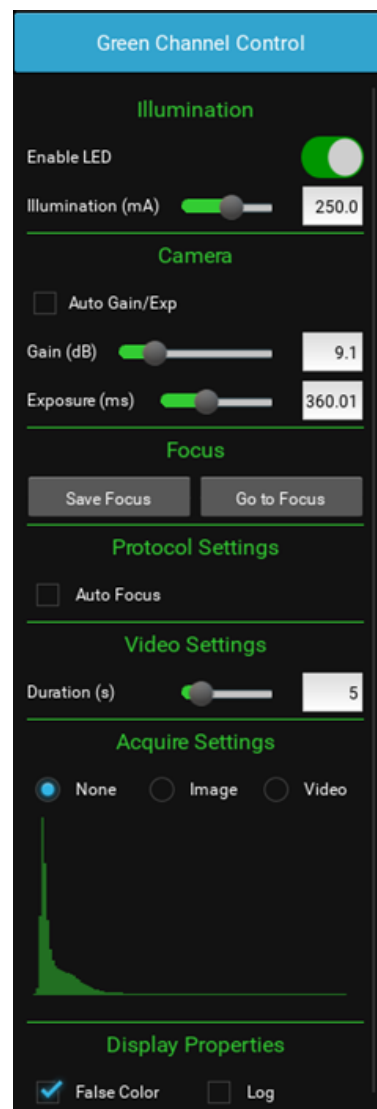 Green Channel Control
Illumination
Enable LED
Illumination (mA) 250.0
Camera
Auto Gain/Exp
Gain (dB) 9.1
Exposure (ms) 360.01
Focus
Save Focus Go to Focus
Protocol Settings
Auto Focus
Video Settings
Duration (s) 5
Acquire Settings
None Image Video
Display Properties
False Color Log